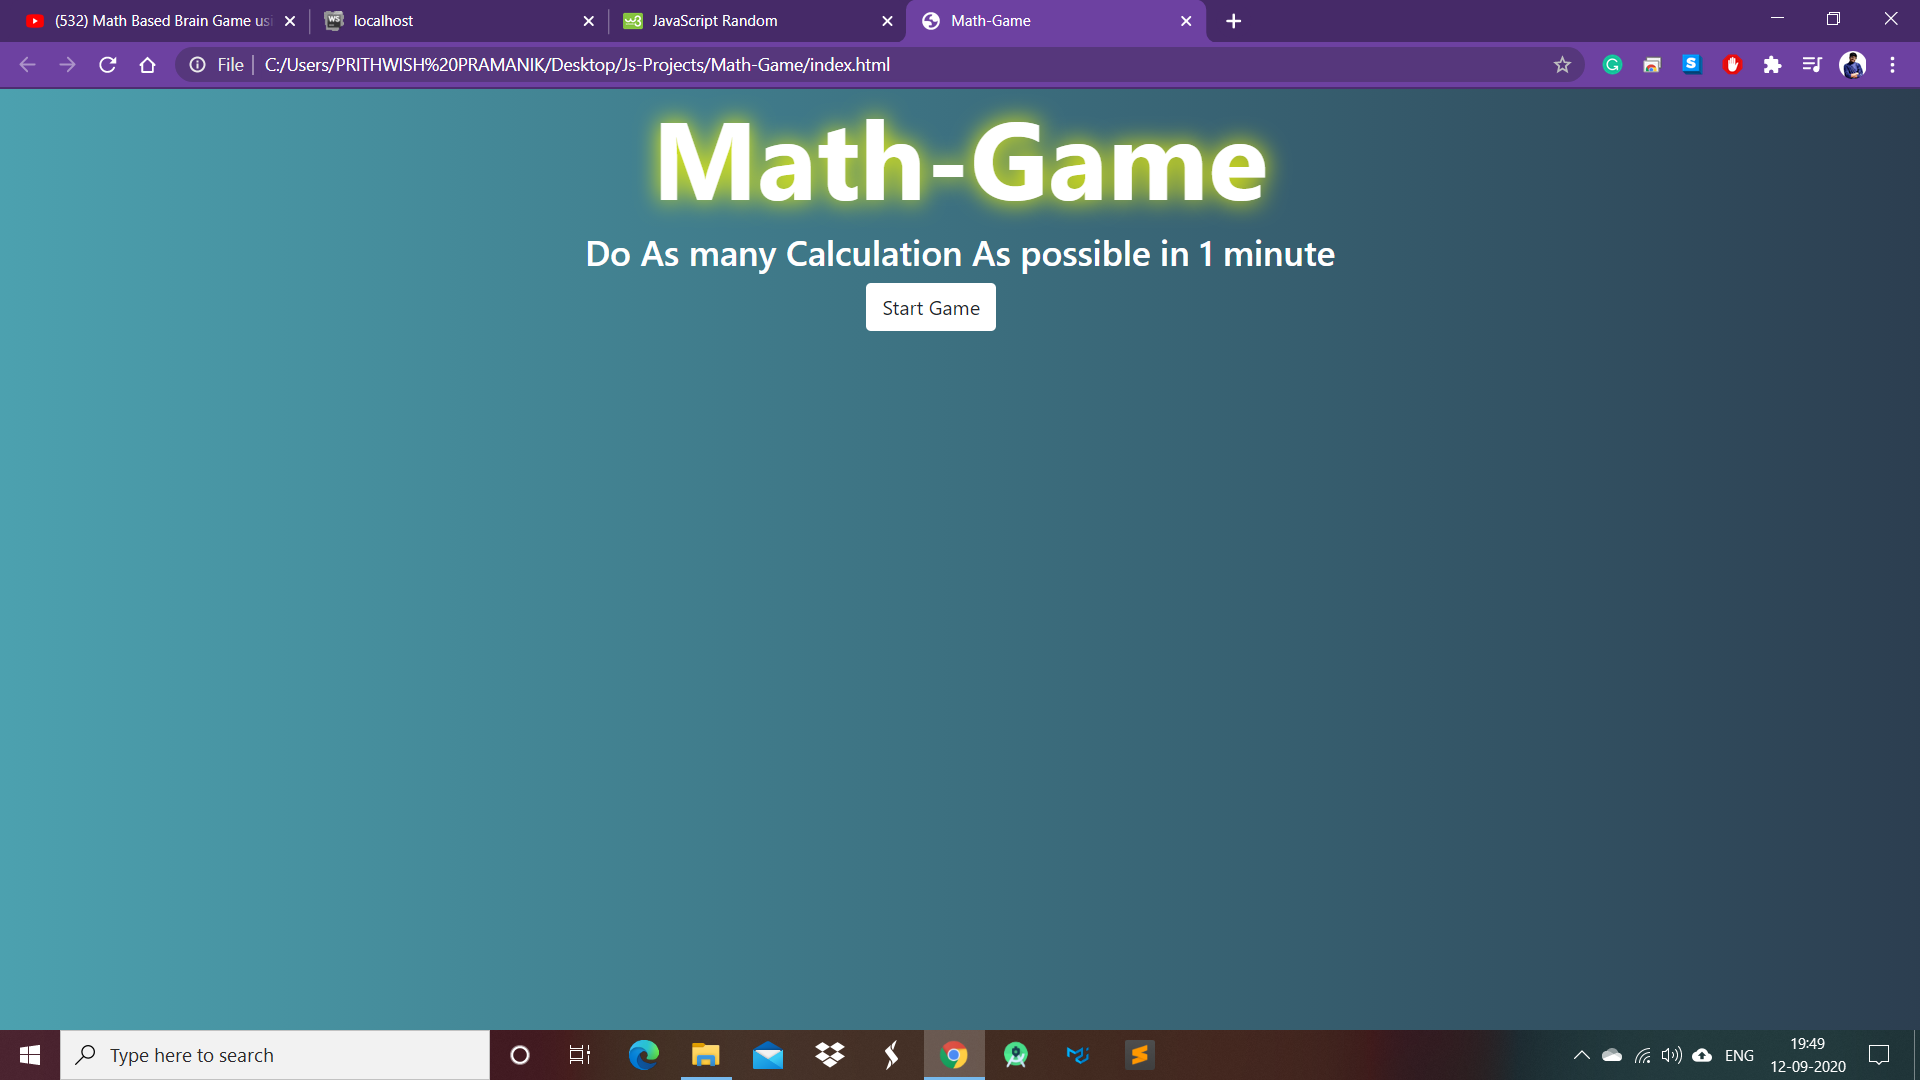 (532) Math Based Brain Game usi
localhost
JavaScript Random
Math-Game
File
C:/Users/PRITHWISH%20PRAMANIK/Desktop/Js-Projects/Math-Game/index.html
Math-Game
Do As many Calculation As possible in 1 minute
Start Game
Type here to search
ENG
19:49
12-09-2020